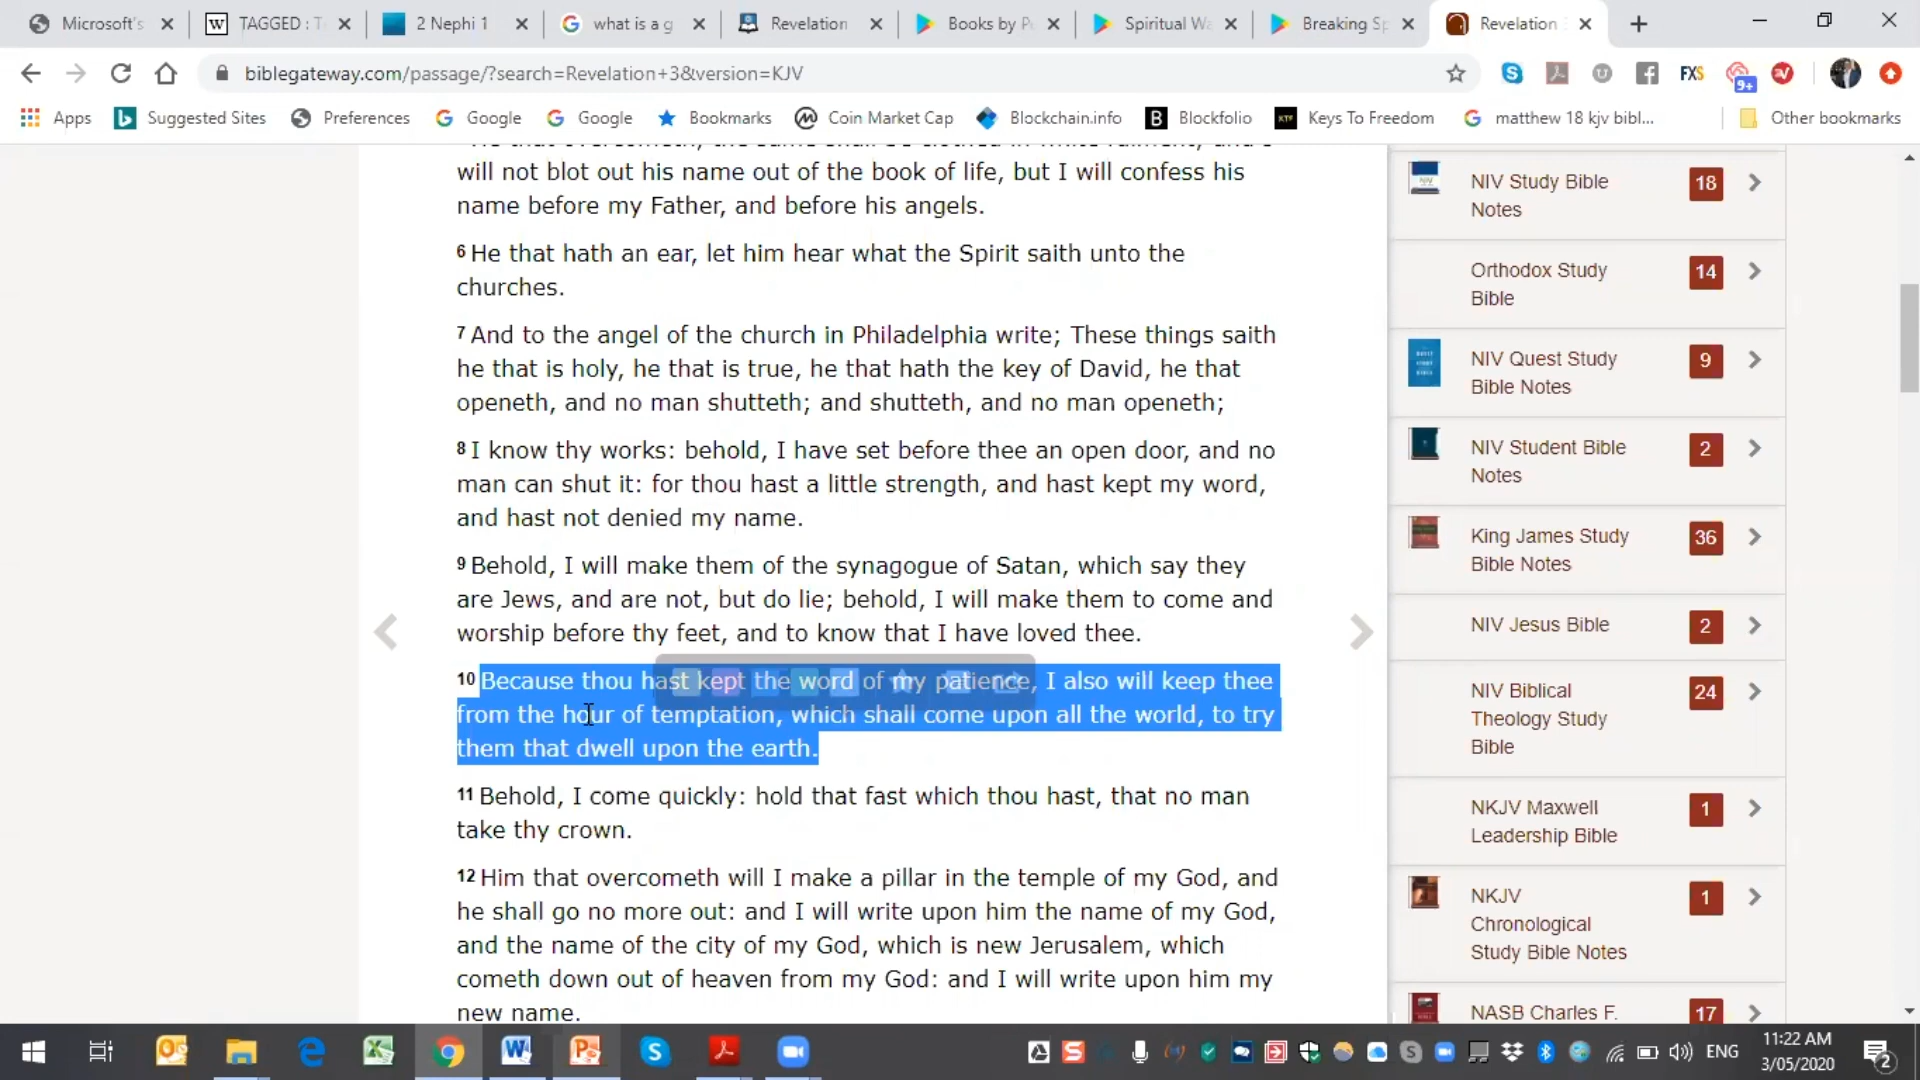 Microsoft's
TAGGED : T
2 Nephi 1
what is a g
Revelation
Books by P
Spiritual Wa
Breaking Sp
Revelation
biblegateway.com/passage/?search=Revelation+3&version=KJV
FXS
9+
Apps
Suggested Sites
Preferences
Google
Google
Bookmarks
Coin Market Cap
Blockchain.info
Blockfolio
Keys To Freedom
matthew 18 kjv bibl...
Other bookmarks
will not blot out his name out of the book of life, but I will confess his
name before my Father, and before his angels.
6 He that hath an ear, let him hear what the Spirit saith unto the
churches.
7 And to the angel of the church in Philadelphia write; These things saith
he that is holy, he that is true, he that hath the key of David, he that
openeth, and no man shutteth; and shutteth, and no man openeth;
8 I know thy works: behold, I have set before thee an open door, and no
man can shut it: for thou hast a little strength, and hast kept my word,
and hast not denied my name.
9 Behold, I will make them of the synagogue of Satan, which say they
are Jews, and are not, but do lie; behold, I will make them to come and
worship before thy feet, and to know that I have loved thee.
10 Because thou hast kept the word of my patience, I also will keep thee
from the hour of temptation, which shall come upon all the world, to try
them that dwell upon the earth.
11 Behold, I come quickly: hold that fast which thou hast, that no man
take thy crown.
12 Him that overcometh will I make a pillar in the temple of my God, and
he shall go no more out: and I will write upon him the name of my God,
and the name of the city of my God, which is new Jerusalem, which
cometh down out of heaven from my God: and I will write upon him my
new name.
NIV Study Bible
Notes
18
Orthodox Study
Bible
14
NIV Quest Study
Bible Notes
9
NIV Student Bible
Notes
2
King James Study
Bible Notes
36
NIV Jesus Bible
2
NIV Biblical
Theology Study
Bible
24
NKJV Maxwell
Leadership Bible
1
NKJV
Chronological
Study Bible Notes
1
NASB Charles F.
17
ENG
11:22 AM
3/05/2020
2